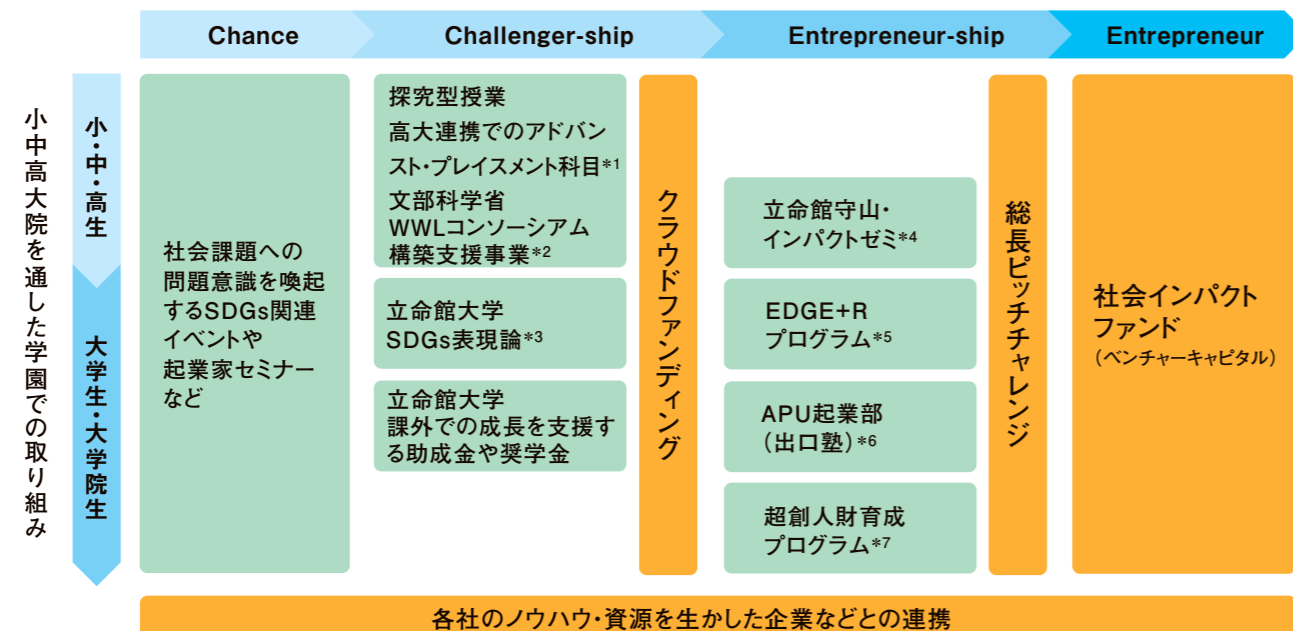 Chance
Challenger-ship
Entrepreneur-ship
Entrepreneur
小中高大院を通した学園での取り組み
小・中・高生
大学生・大学院生
社会課題への
問題意識を喚起
するSDGs関連
イベントや
起業家セミナー
など
探究型授業
高大連携でのアドバン
スト・プレイスメント科目*1
文部科学省
WWLコンソーシアム
構築支援事業*2
立命館大学
SDGs表現論*3
立命館大学
課外での成長を支援す
る助成金や奨学金
クラウドファンディング
立命館守山・
インパクトゼミ*4
EDGE+R
プログラム*5
APU起業部
（出口塾）*6
超創人財育成
プログラム*7
総長ピッチチャレンジ
社会インパクト
ファンド
（ベンチャーキャピタル）
各社のノウハウ・資源を生かした企業などとの連携